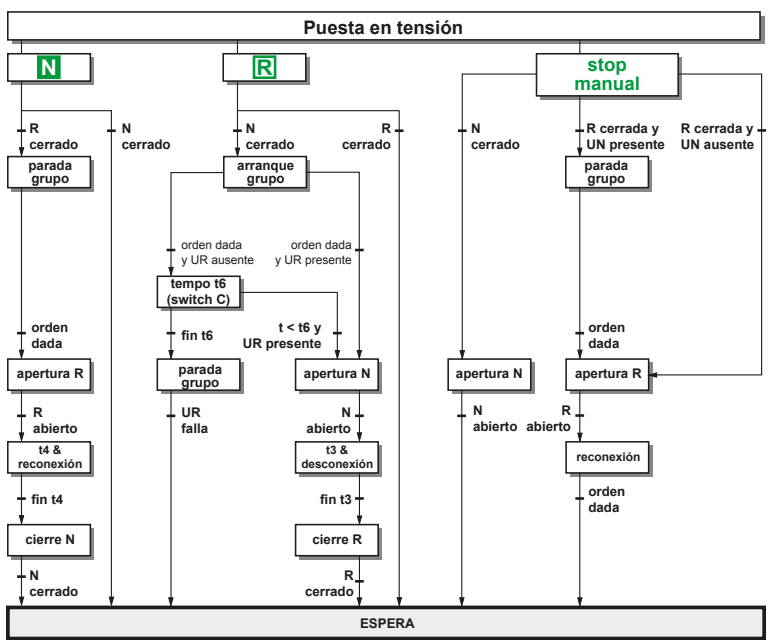 Puesta en tensión
N
R
stop
manual
R
cerrado
N
cerrado
N
cerrado
R
cerrado
N
cerrado
R cerrada y
UN presente
R cerrada y
UN ausente
parada
grupo
arranque
grupo
parada
grupo
orden dada
y UR ausente
orden dada
y UR presente
tempo t6
(switch C)
orden
dada
fin t6
t < t6 y
UR presente
orden
dada
apertura R
parada
grupo
apertura N
apertura N
apertura R
R
abierto
UR
falla
N
abierto
N
abierto
R
abierto
t4 &
reconexión
t3 &
desconexión
reconexión
fin t4
fin t3
orden
dada
cierre N
cierre R
N
cerrado
R
cerrado
ESPERA